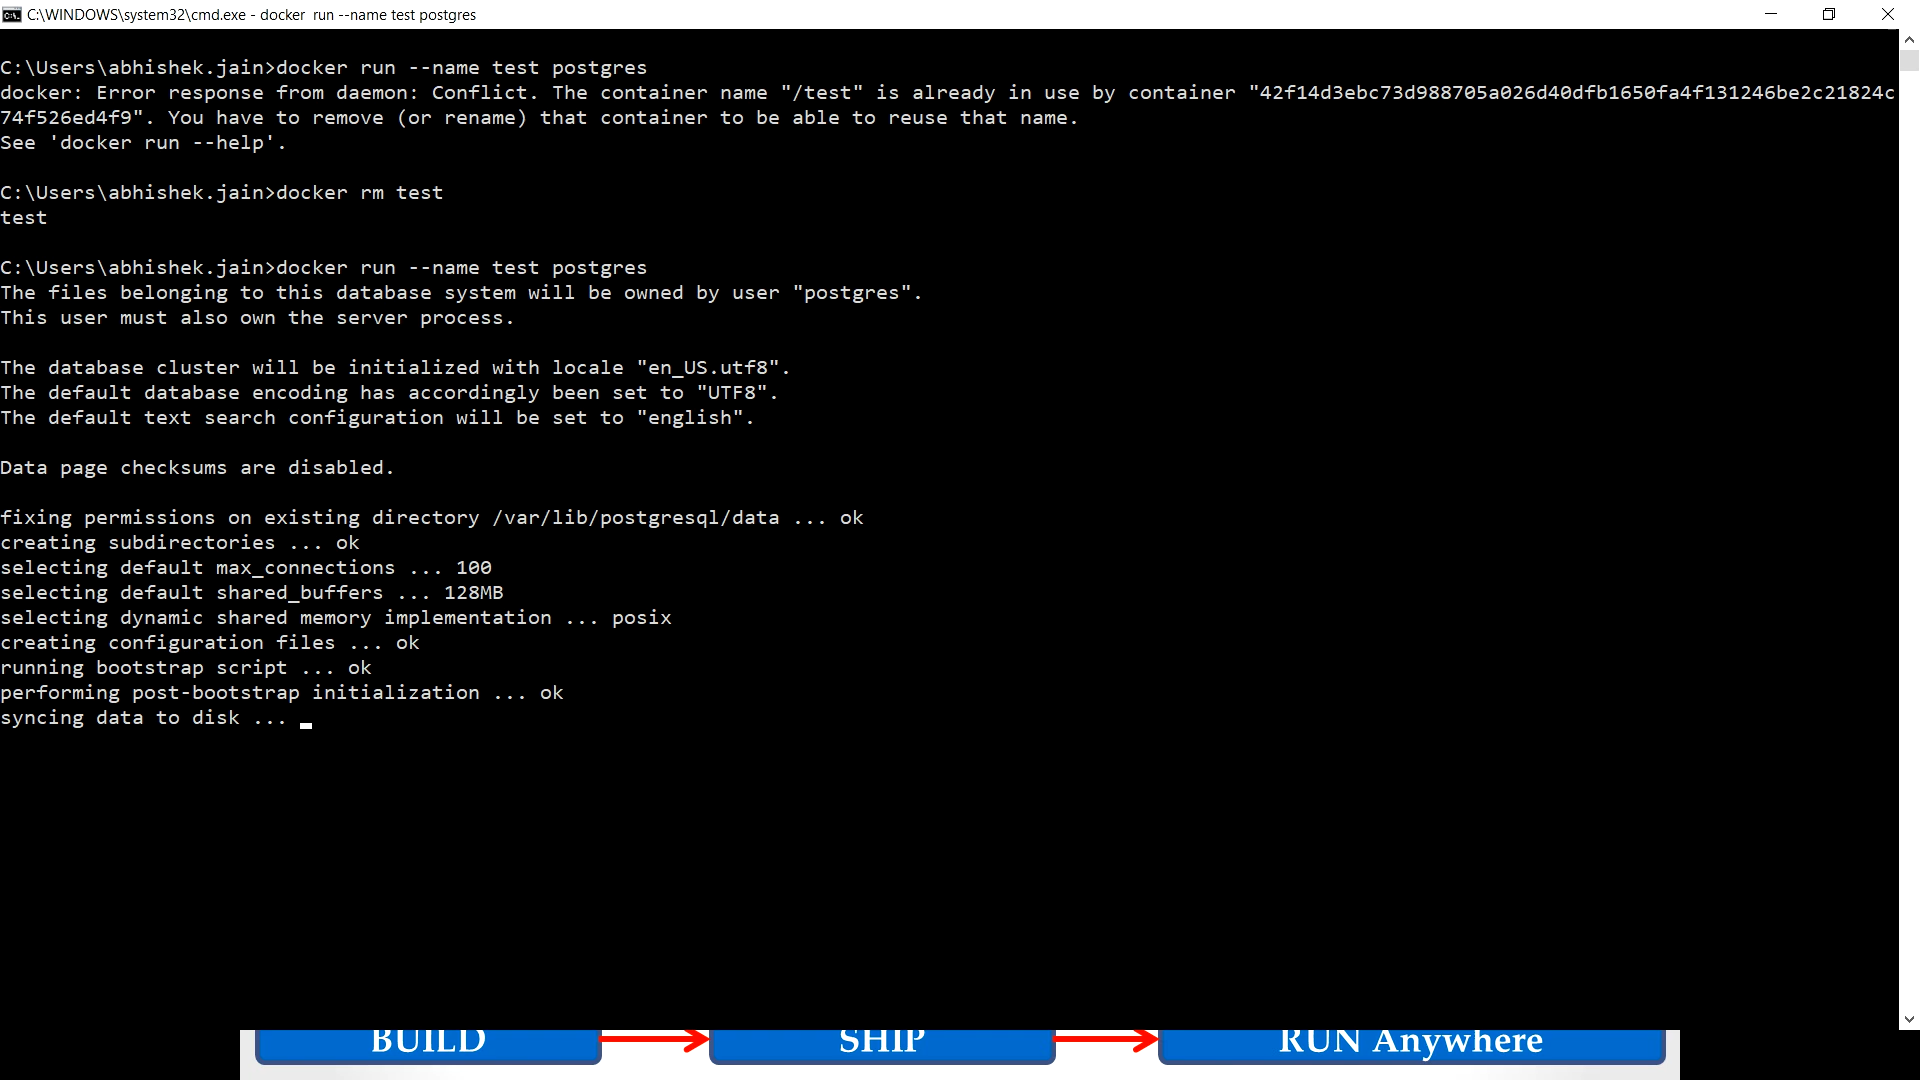 C:\WINDOWS\system32\cmd.exe - docker  run --name test postgres
C:\Users\abhishek.jain>docker run --name test postgres
docker: Error response from daemon: Conflict. The container name "/test" is already in use by container "42f14d3ebc73d988705a026d40dfb1650fa4f131246be2c21824c
74f526ed4f9". You have to remove (or rename) that container to be able to reuse that name.
See 'docker run --help'.
C:\Users\abhishek.jain>docker rm test
test
C:\Users\abhishek.jain>docker run --name test postgres
The files belonging to this database system will be owned by user "postgres".
This user must also own the server process.
The database cluster will be initialized with locale "en_US.utf8".
The default database encoding has accordingly been set to "UTF8".
The default text search configuration will be set to "english".
Data page checksums are disabled.
fixing permissions on existing directory /var/lib/postgresql/data ... ok
creating subdirectories ... ok
selecting default max_connections ... 100
selecting default shared_buffers ... 128MB
selecting dynamic shared memory implementation ... posix
creating configuration files ... ok
running bootstrap script ... ok
performing post-bootstrap initialization ... ok
syncing data to disk ...
BUILD SHIP RUN Anywhere